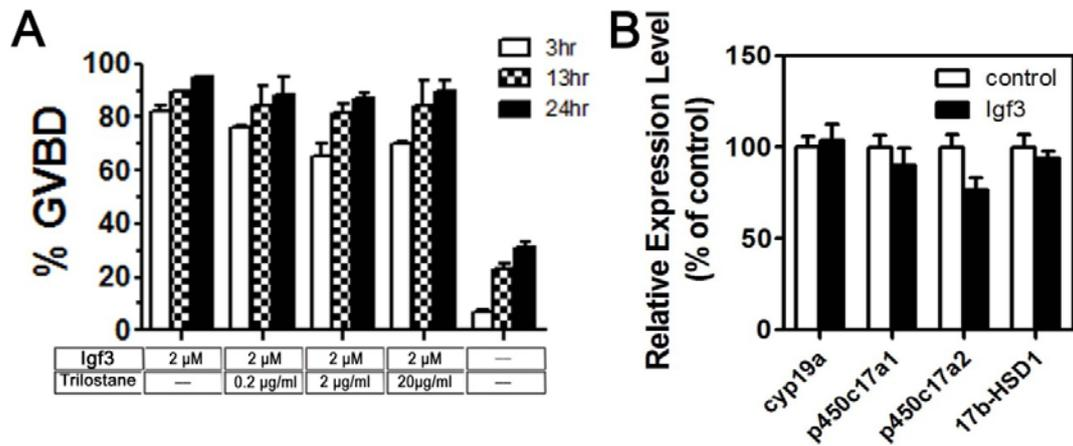 A
% GVBD
100
80
60
40
20
0
3hr
13hr
24hr
Igf3 2 µM 2 µM 2 µM 2 µM —
Trilostane — 0.2 µg/ml 2 µg/ml 20µg/ml —
B
Relative Expression Level
(% of control)
150
100
50
0
control
Igf3
cyp19a
p450c17a1
p450c17a2
17b-HSD1